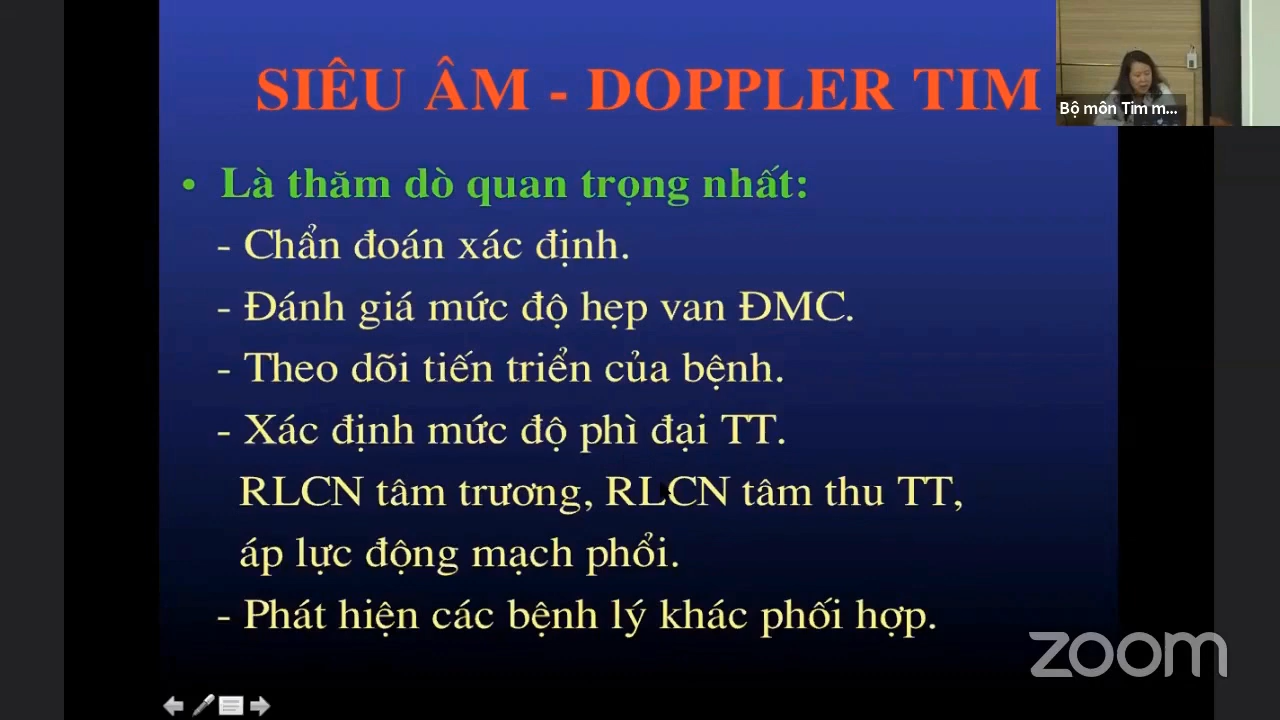 SIÊU ÂM - DOPPLER TIM
Bộ môn Tim m...
• Là thăm dò quan trọng nhất:
- Chẩn đoán xác định.
- Đánh giá mức độ hẹp van ĐMC.
- Theo dõi tiến triển của bệnh.
- Xác định mức độ phì đại TT.
RLCN tâm trương, RLCN tâm thu TT,
áp lực động mạch phổi.
- Phát hiện các bệnh lý khác phối hợp.
zoom